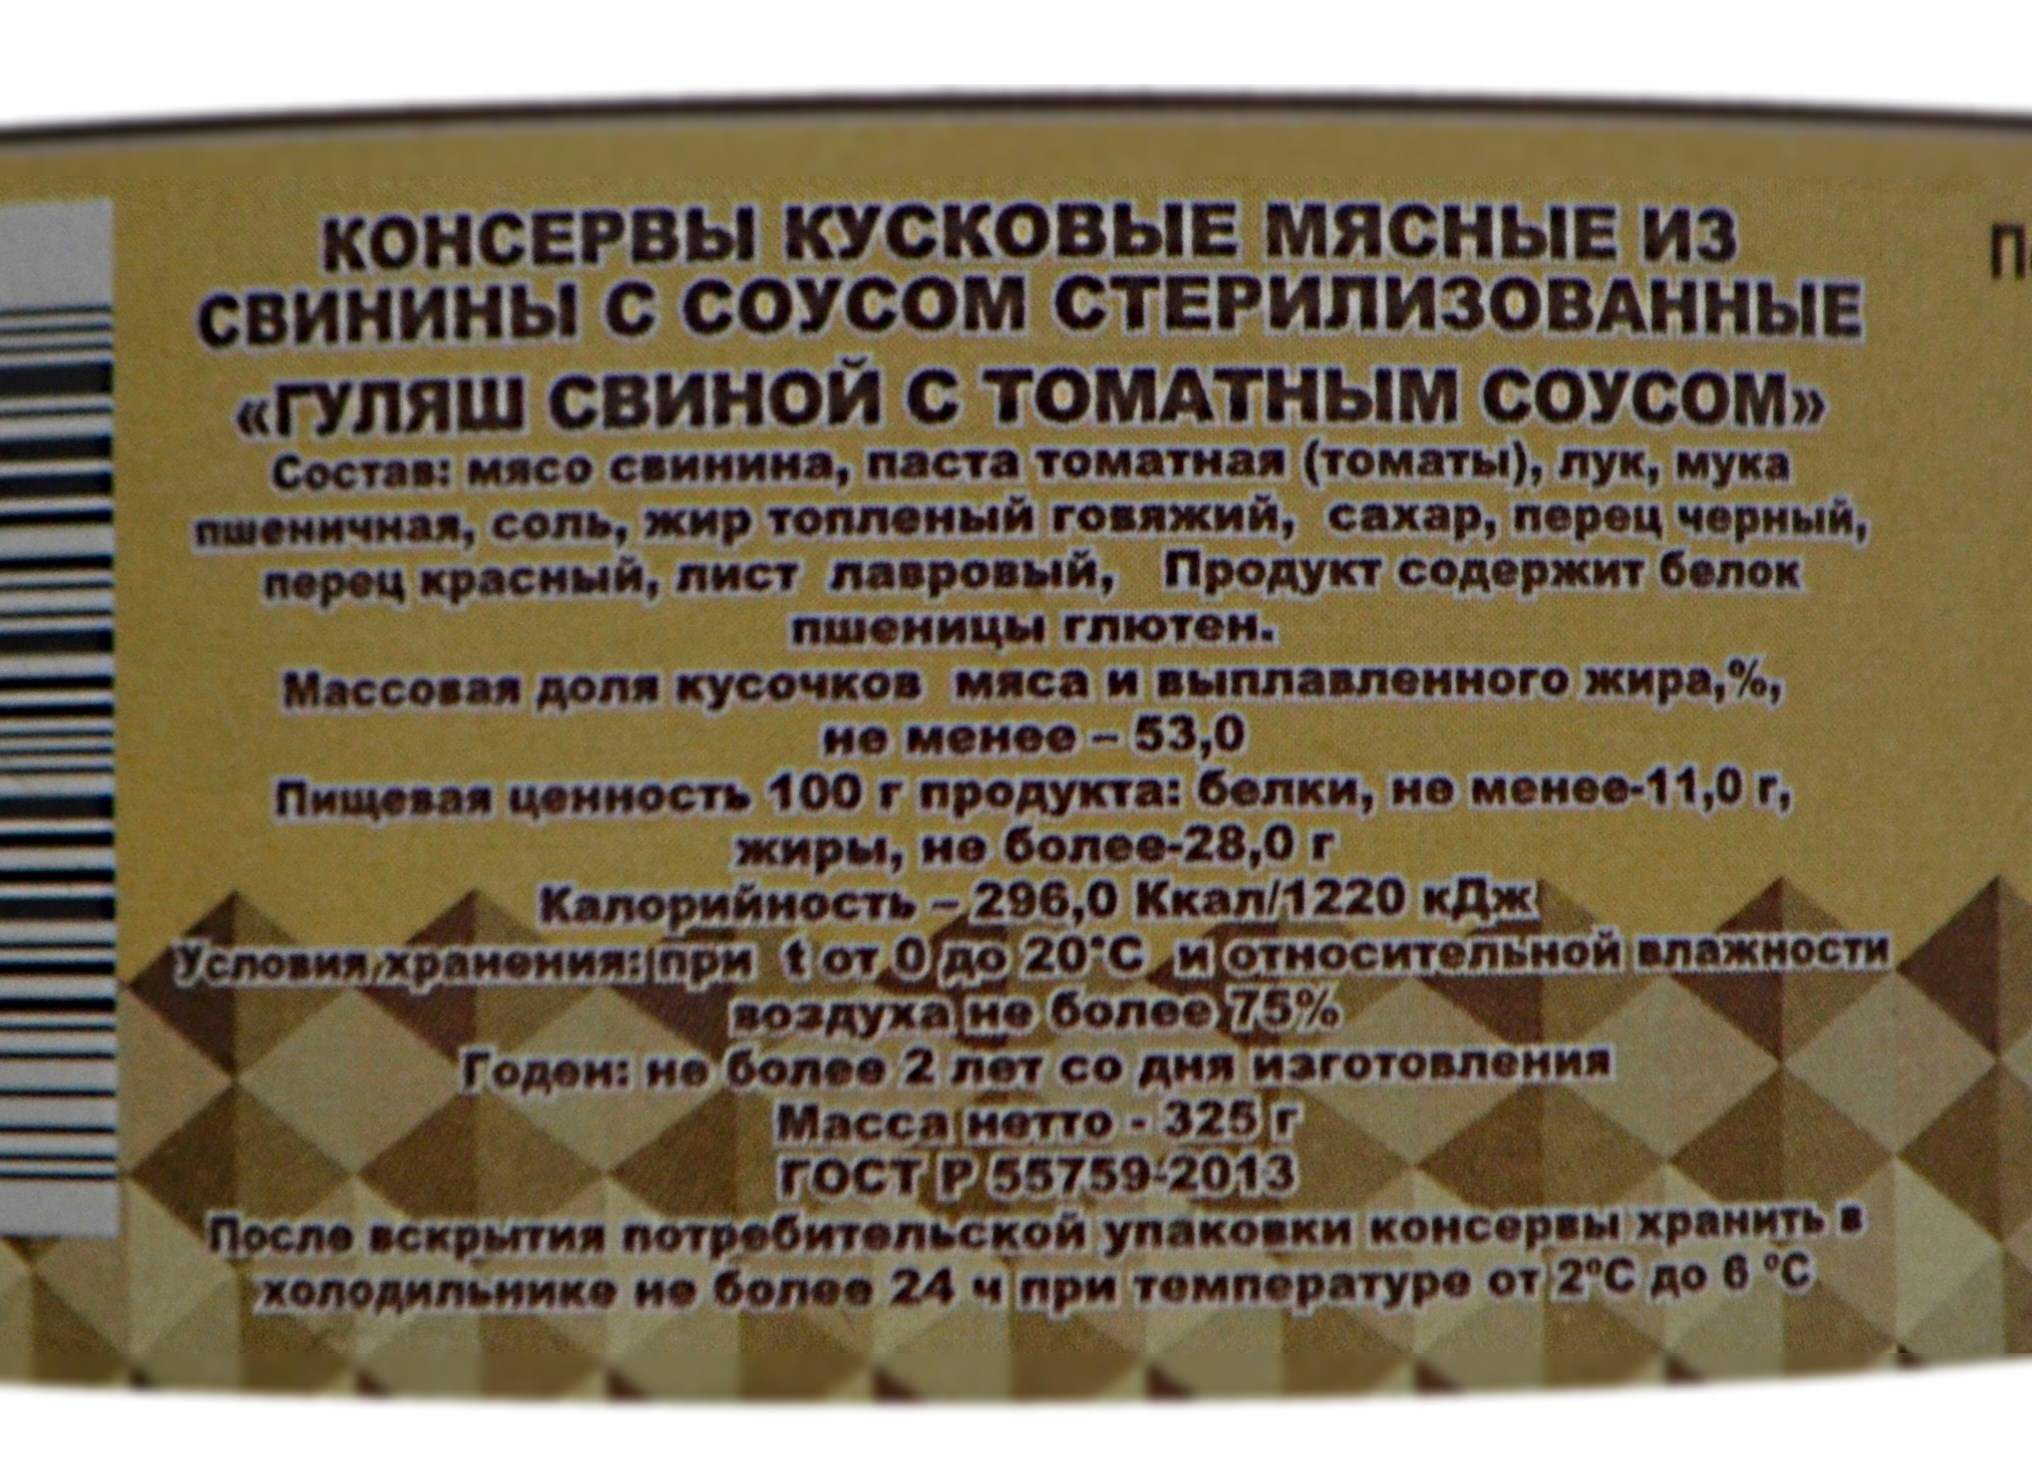 КОНСЕРВЫ КУСКОВЫЕ МЯСНЫЕ ИЗ
СВИНИНЫ С СОУСОМ СТЕРИЛИЗОВАННЫЕ
«ГУЛЯШ СВИНОЙ С ТОМАТНЫМ СОУСОМ»
Состав: мясо свинина, паста томатная (томаты), лук, мука
пшеничная, соль, жир топленый говяжий, сахар, перец черный,
перец красный, лист лавровый, Продукт содержит белок
пшеницы глютен.
Массовая доля кусочков мяса и выплавленного жира,%,
не менее – 53,0
Пищевая ценность 100 г продукта: белки, не менее-11,0 г,
жиры, не более-28,0 г
Калорийность – 296,0 Ккал/1220 кДж
Условия хранения: при t от 0 до 20°С и относительной влажности
воздуха не более 75%
Годен: не более 2 лет со дня изготовления
Масса нетто - 325 г
ГОСТ Р 55759-2013
После вскрытия потребительской упаковки консервы хранить в
холодильнике не более 24 ч при температуре от 2ºС до 6 ºС